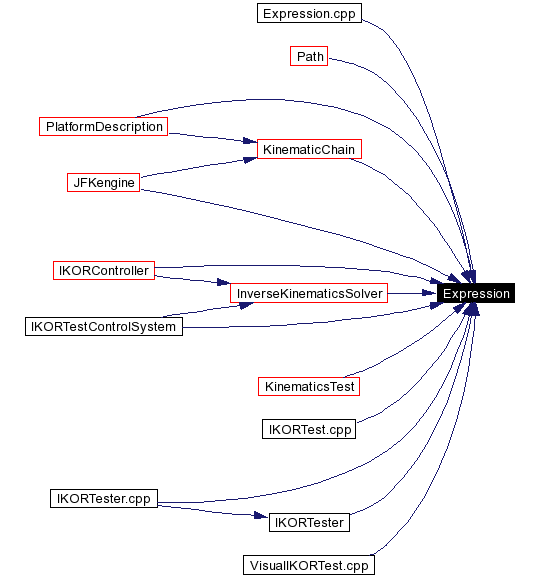 Expression.cpp
Path
PlatformDescription
KinematicChain
JFKengine
IKORController
InverseKinematicsSolver
Expression
IKORTestControlSystem
KinematicsTest
IKORTest.cpp
IKORTester.cpp
IKORTester
VisualIKORTest.cpp